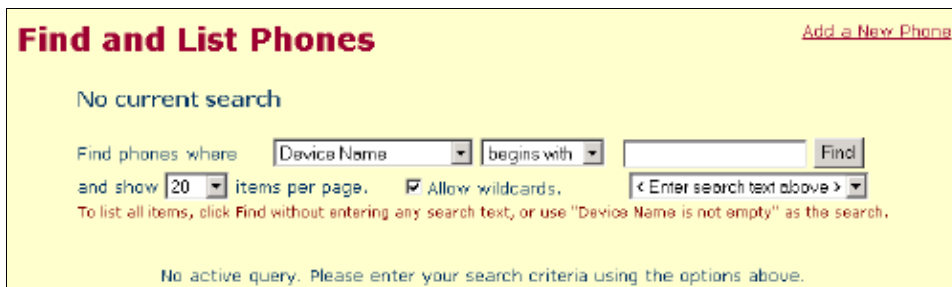 Find and List Phones
Add a New Phone
No current search
Find phones where Device Name begins with Find
and show 20 items per page. Allow wildcards. < Enter search text above >
To list all items, click Find without entering any search text, or use "Device Name is not empty" as the search.
No active query. Please enter your search criteria using the options above.